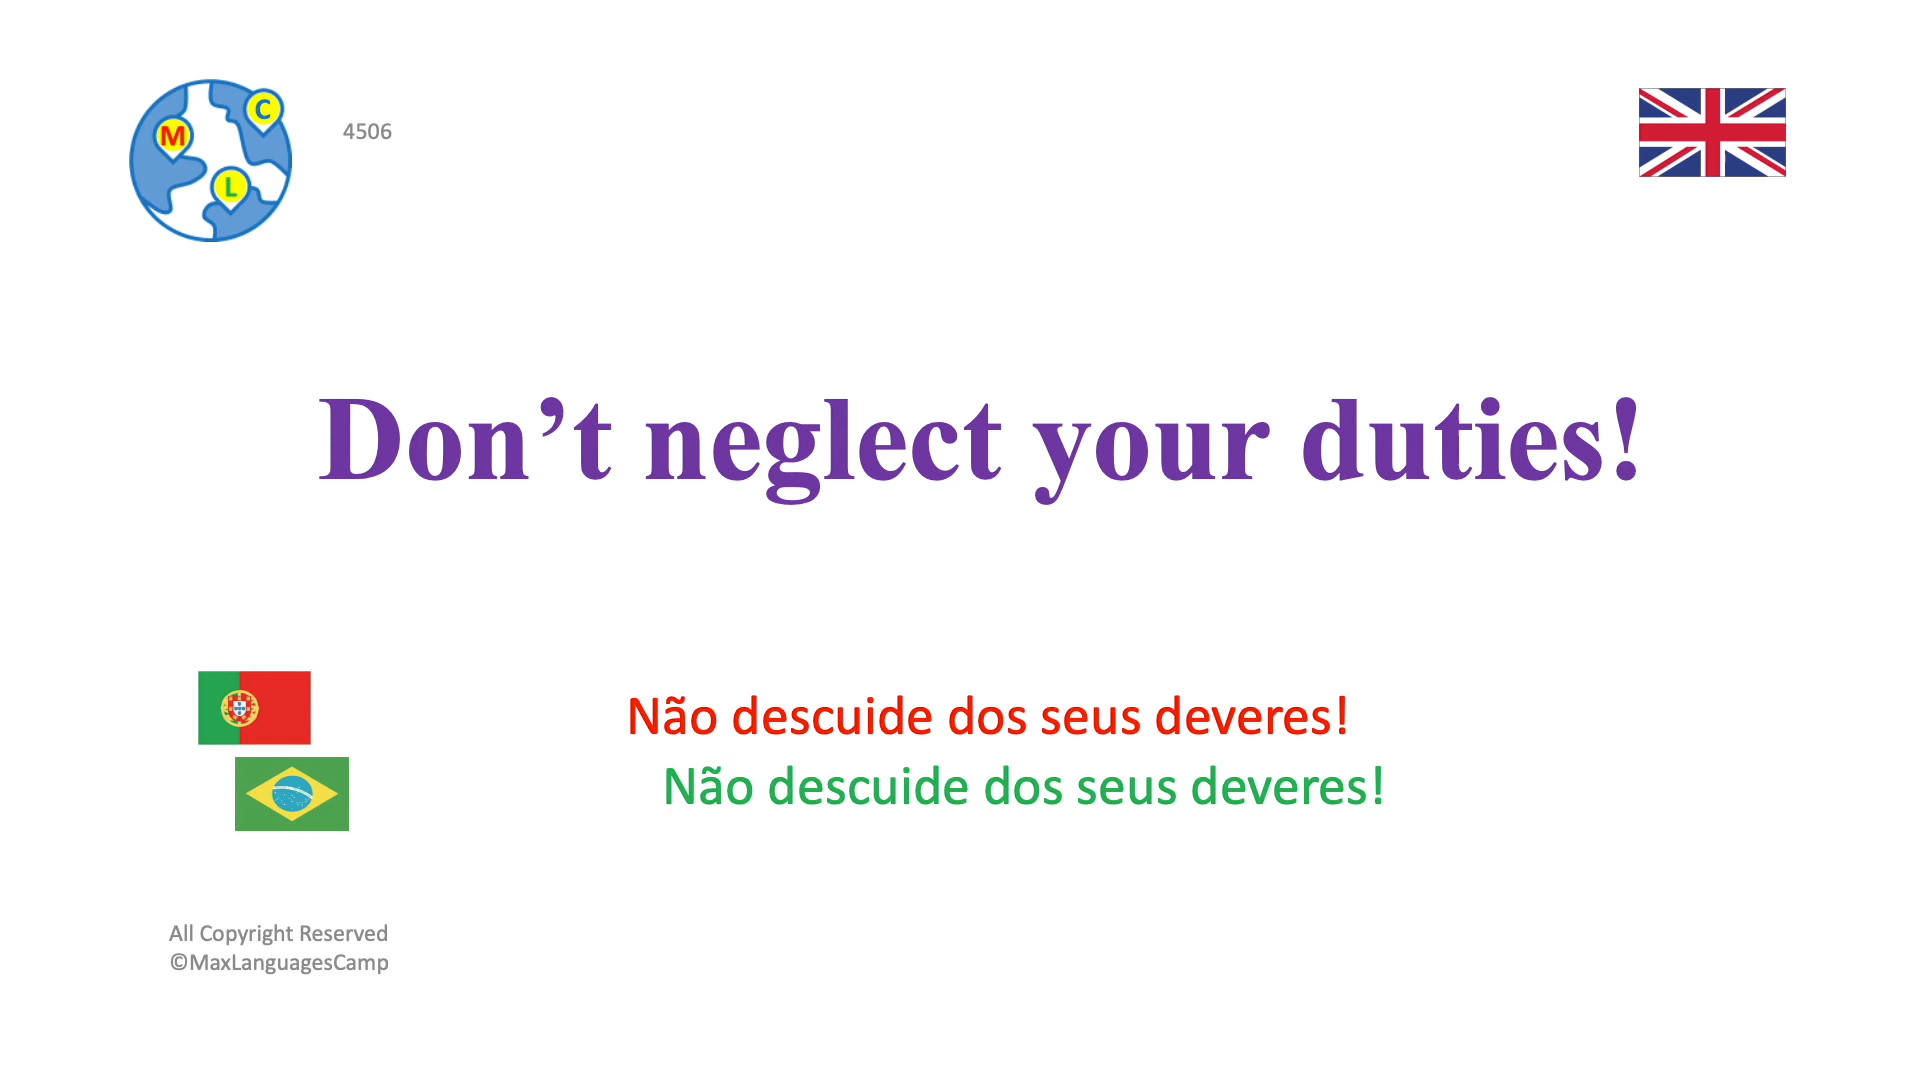 M
C
L
4506
Don’t neglect your duties!
Não descuide dos seus deveres!
Não descuide dos seus deveres!
All Copyright Reserved
©MaxLanguagesCamp